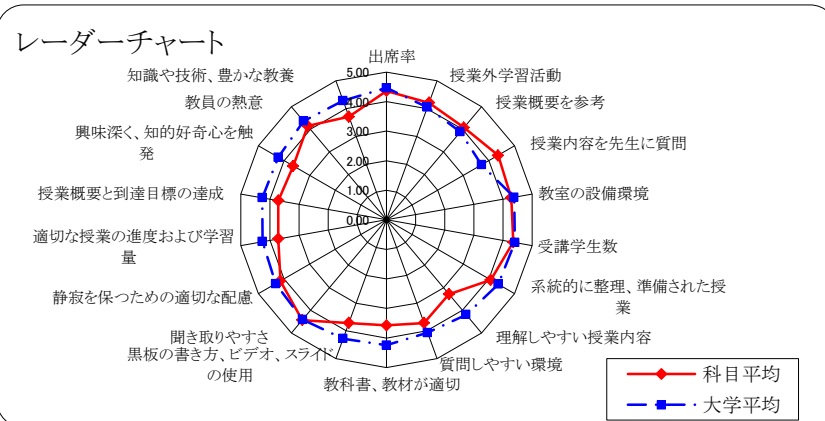 レーダーチャート
出席率
授業外学習活動
授業概要を参考
授業内容を先生に質問
教室の設備環境
受講学生数
系統的に整理、準備された授
業
理解しやすい授業内容
質問しやすい環境
教科書、教材が適切
黒板の書き方、ビデオ、スライド
の使用
聞き取りやすさ
静寂を保つための適切な配慮
適切な授業の進度および学習
量
授業概要と到達目標の達成
興味深く、知的好奇心を触
発
教員の熱意
知識や技術、豊かな教養
5.00
4.00
3.00
2.00
1.00
0.00
科目平均
大学平均